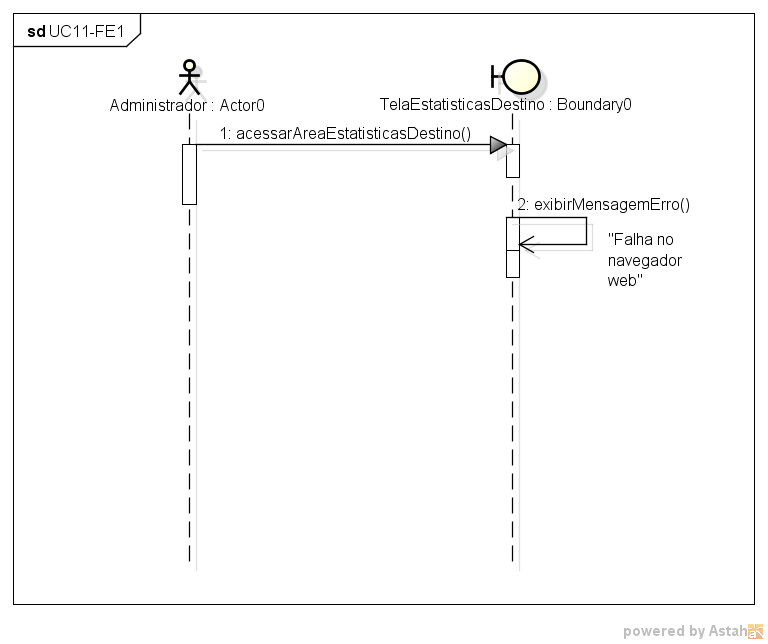 sd UC11-FE1
Administrador : Actor0
TelaEstatisticasDestino : Boundary0
1: acessarAreaEstatisticasDestino()
2: exibirMensagemErro()
"Falha no
navegador
web"
powered by Astah